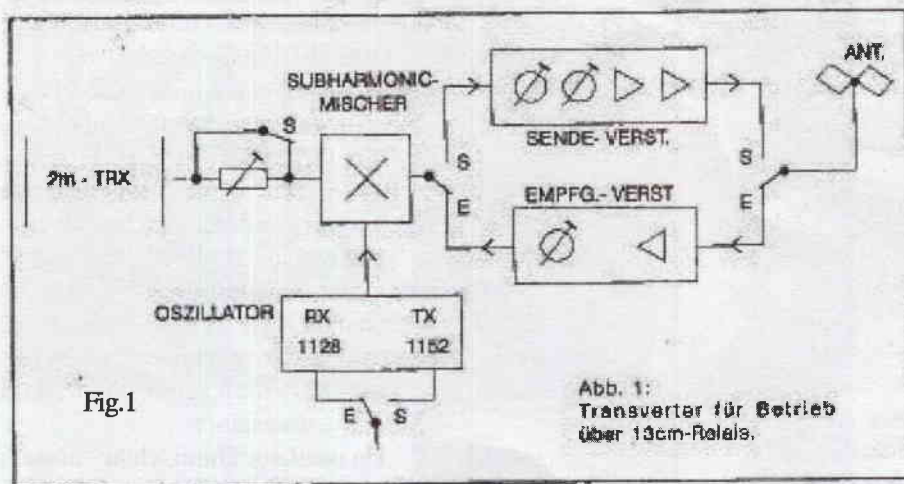 ANT.
SUBHARMONIC-
MISCHER
SENDE-VERST.
S
S
2m - TRX
EMPFG.-VERST
E
E
OSZILLATOR
RX TX
1128 1152
E S
Fig.1
Abb. 1:
Transverter für Betrieb
über 13cm-Relais.